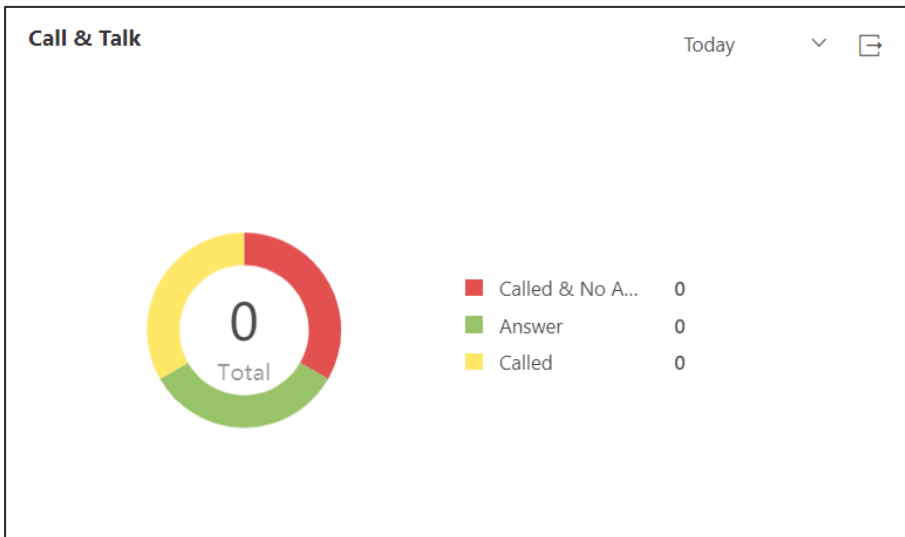 Call & Talk
Today
0
Total
Called & No A... 0
Answer 0
Called 0